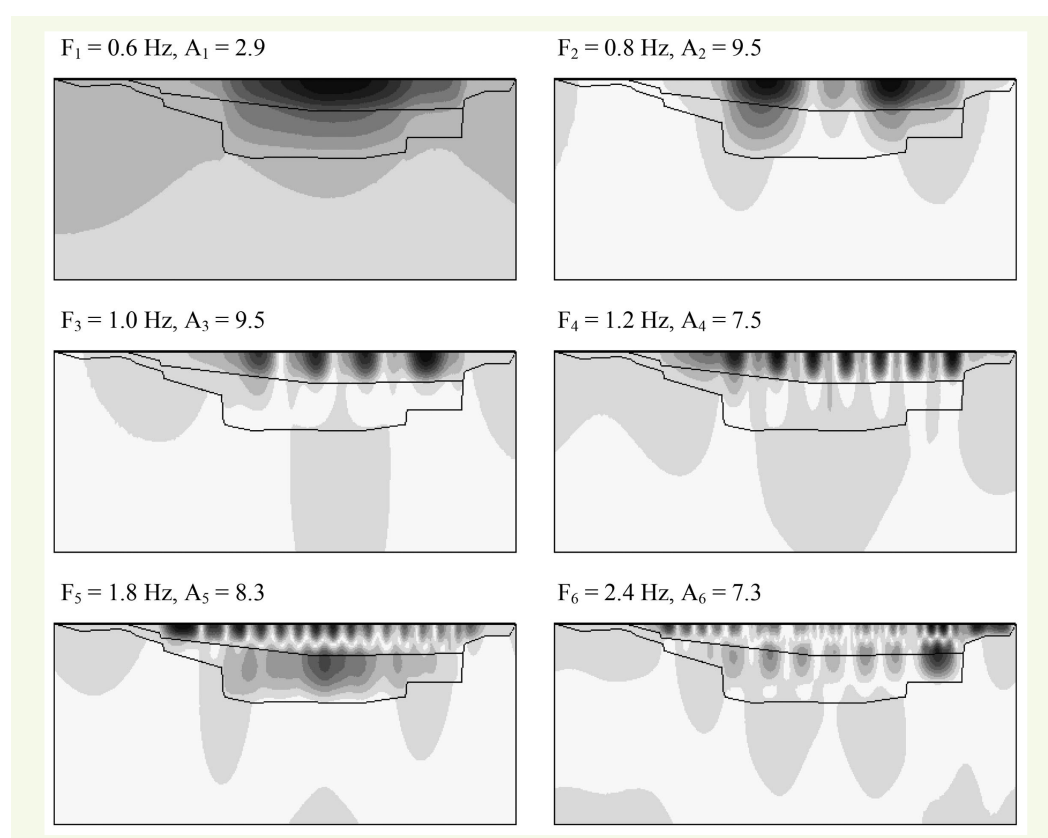 F₁ = 0.6 Hz, A₁ = 2.9
F₂ = 0.8 Hz, A₂ = 9.5
F₃ = 1.0 Hz, A₃ = 9.5
F₄ = 1.2 Hz, A₄ = 7.5
F₅ = 1.8 Hz, A₅ = 8.3
F₆ = 2.4 Hz, A₆ = 7.3